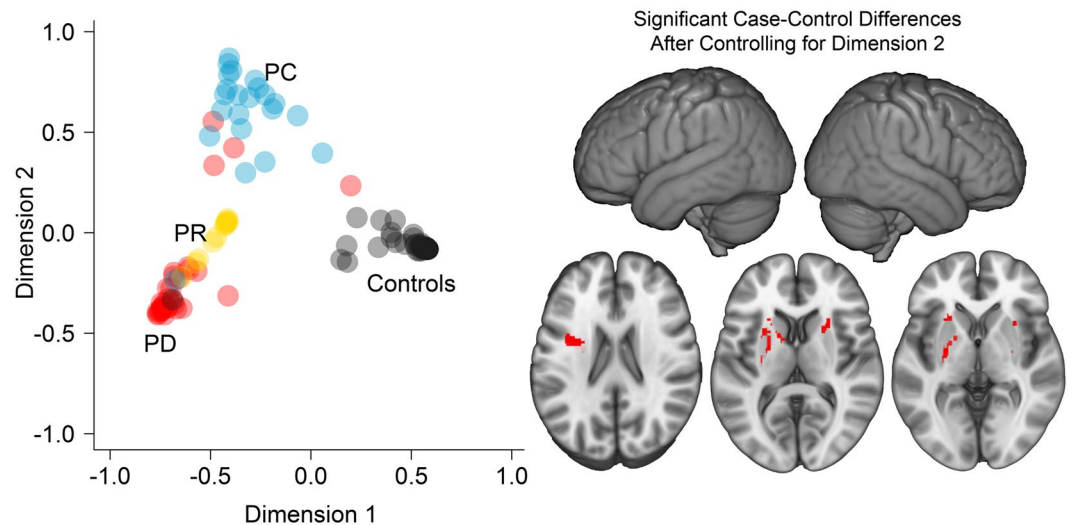 1.0
0.5
0.0
-0.5
-1.0
Dimension 2
PC
PR
Controls
PD
-1.0
-0.5
0.0
0.5
1.0
Dimension 1
Significant Case-Control Differences
After Controlling for Dimension 2